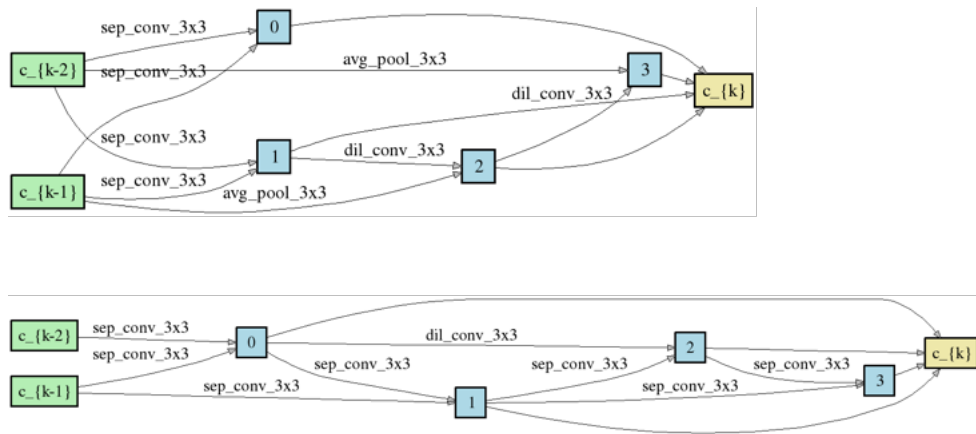 sep_conv_3x3
0
c_{k-2}
avg_pool_3x3
3
sep_conv_3x3
dil_conv_3x3
c_{k}
sep_conv_3x3
1
dil_conv_3x3
2
c_{k-1}
sep_conv_3x3
avg_pool_3x3
c_{k-2}
sep_conv_3x3
0
dil_conv_3x3
2
c_{k}
sep_conv_3x3
sep_conv_3x3
sep_conv_3x3
sep_conv_3x3
3
c_{k-1}
sep_conv_3x3
sep_conv_3x3
1